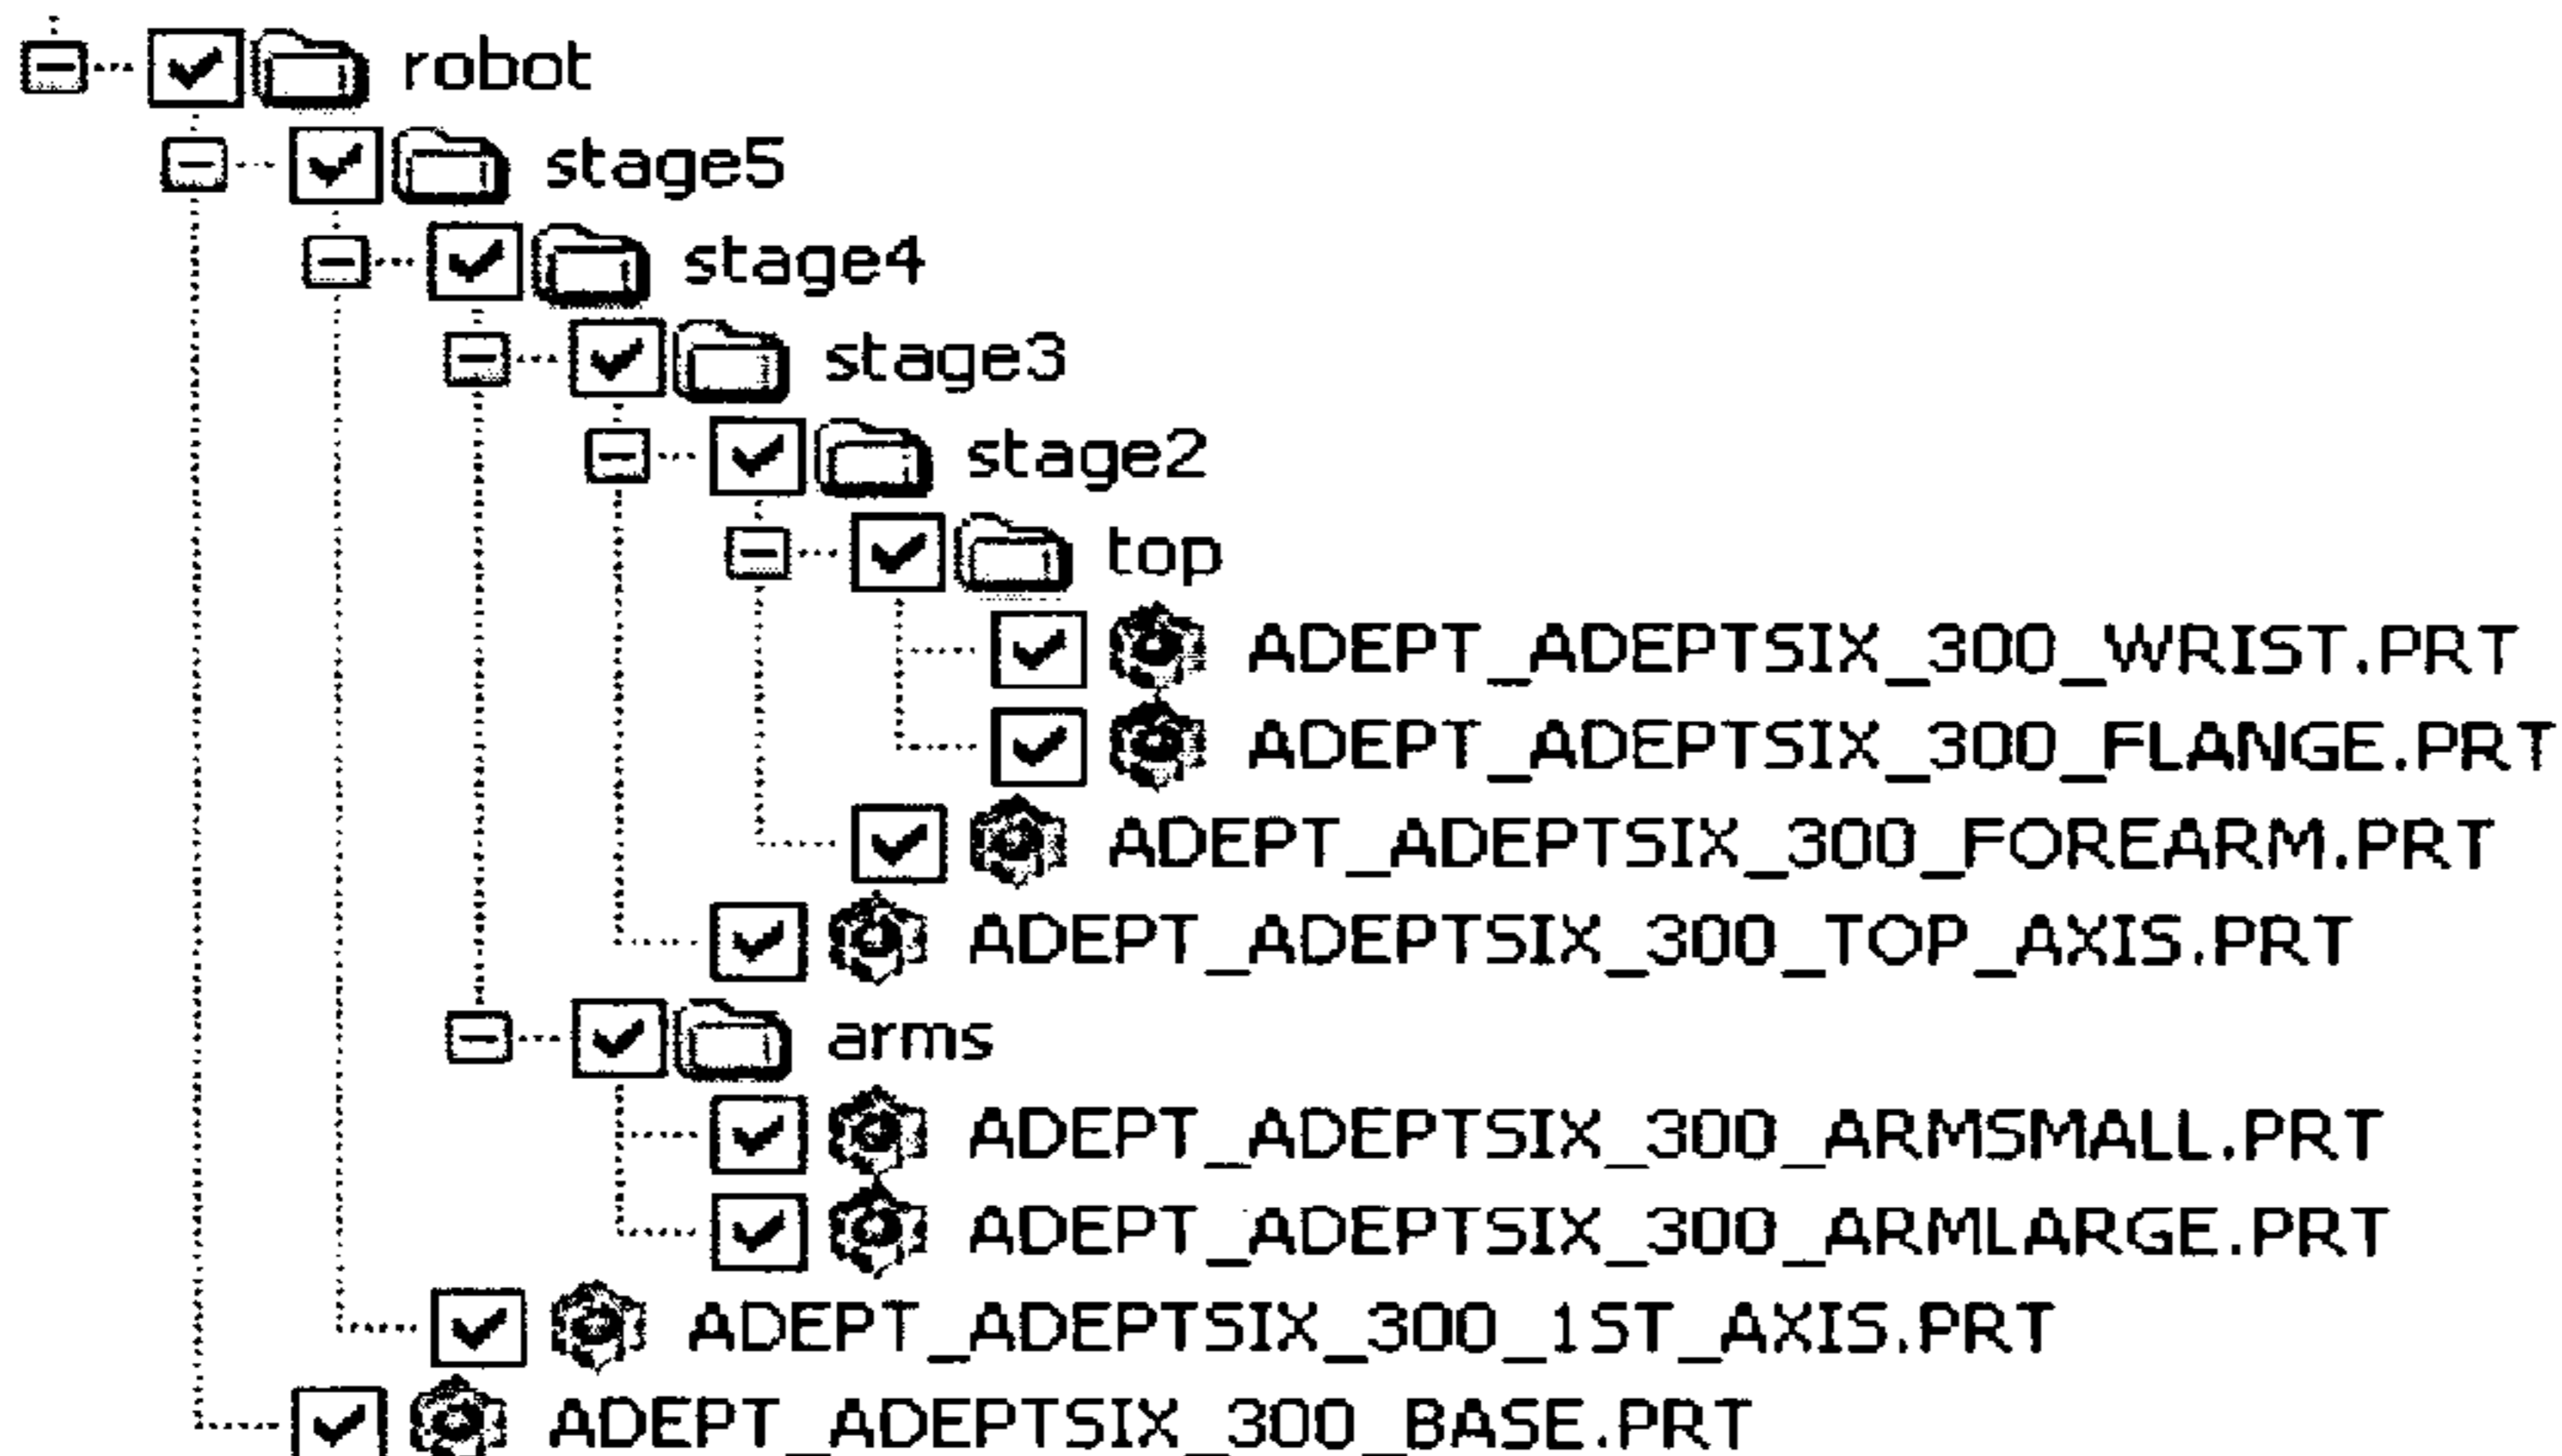 robot
stage5
stage4
stage3
stage2
top
ADEPT_ADEPTSIX_300_WRIST.PRT
ADEPT_ADEPTSIX_300_FLANGE.PRT
ADEPT_ADEPTSIX_300_FOREARM.PRT
ADEPT_ADEPTSIX_300_TOP_AXIS.PRT
arms
ADEPT_ADEPTSIX_300_ARMSMALL.PRT
ADEPT_ADEPTSIX_300_ARMLARGE.PRT
ADEPT_ADEPTSIX_300_1ST_AXIS.PRT
ADEPT_ADEPTSIX_300_BASE.PRT